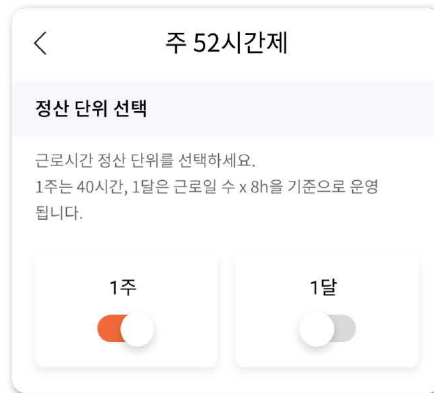 주 52시간제
정산 단위 선택
근로시간 정산 단위를 선택하세요.
1주는 40시간, 1달은 근로일 수 x 8h을 기준으로 운영
됩니다.
1주
1달